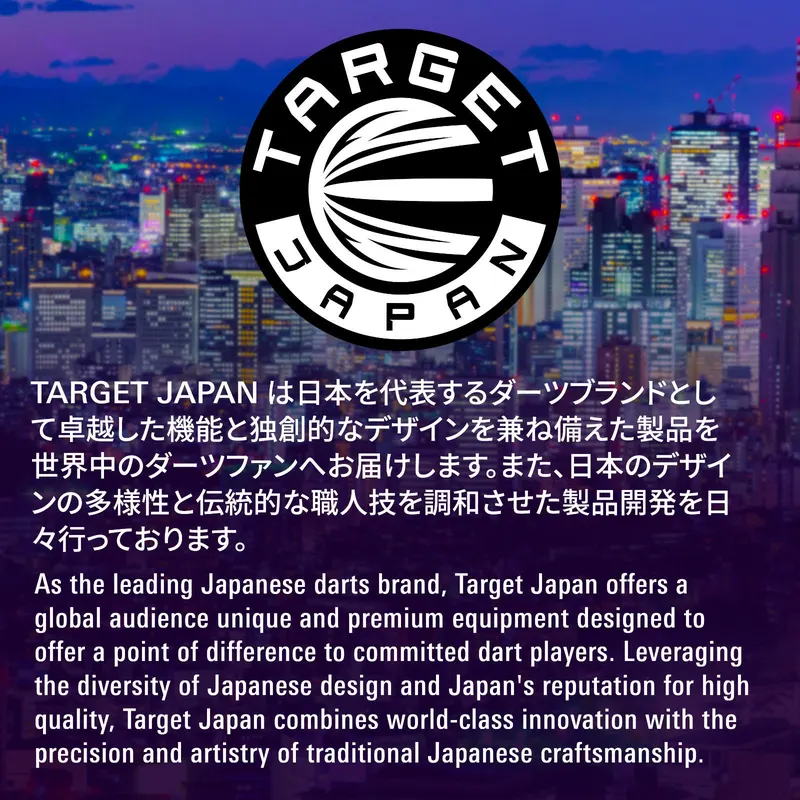 TARGET
JAPAN
TARGET JAPAN は日本を代表するダーツブランドとし
て卓越した機能と独創的なデザインを兼ね備えた製品を
世界中のダーツファンへお届けします。また、日本のデザイ
ンの多様性と伝統的な職人技を調和させた製品開発を日
々行っております。
As the leading Japanese darts brand, Target Japan offers a
global audience unique and premium equipment designed to
offer a point of difference to committed dart players. Leveraging
the diversity of Japanese design and Japan's reputation for high
quality, Target Japan combines world-class innovation with the
precision and artistry of traditional Japanese craftsmanship.